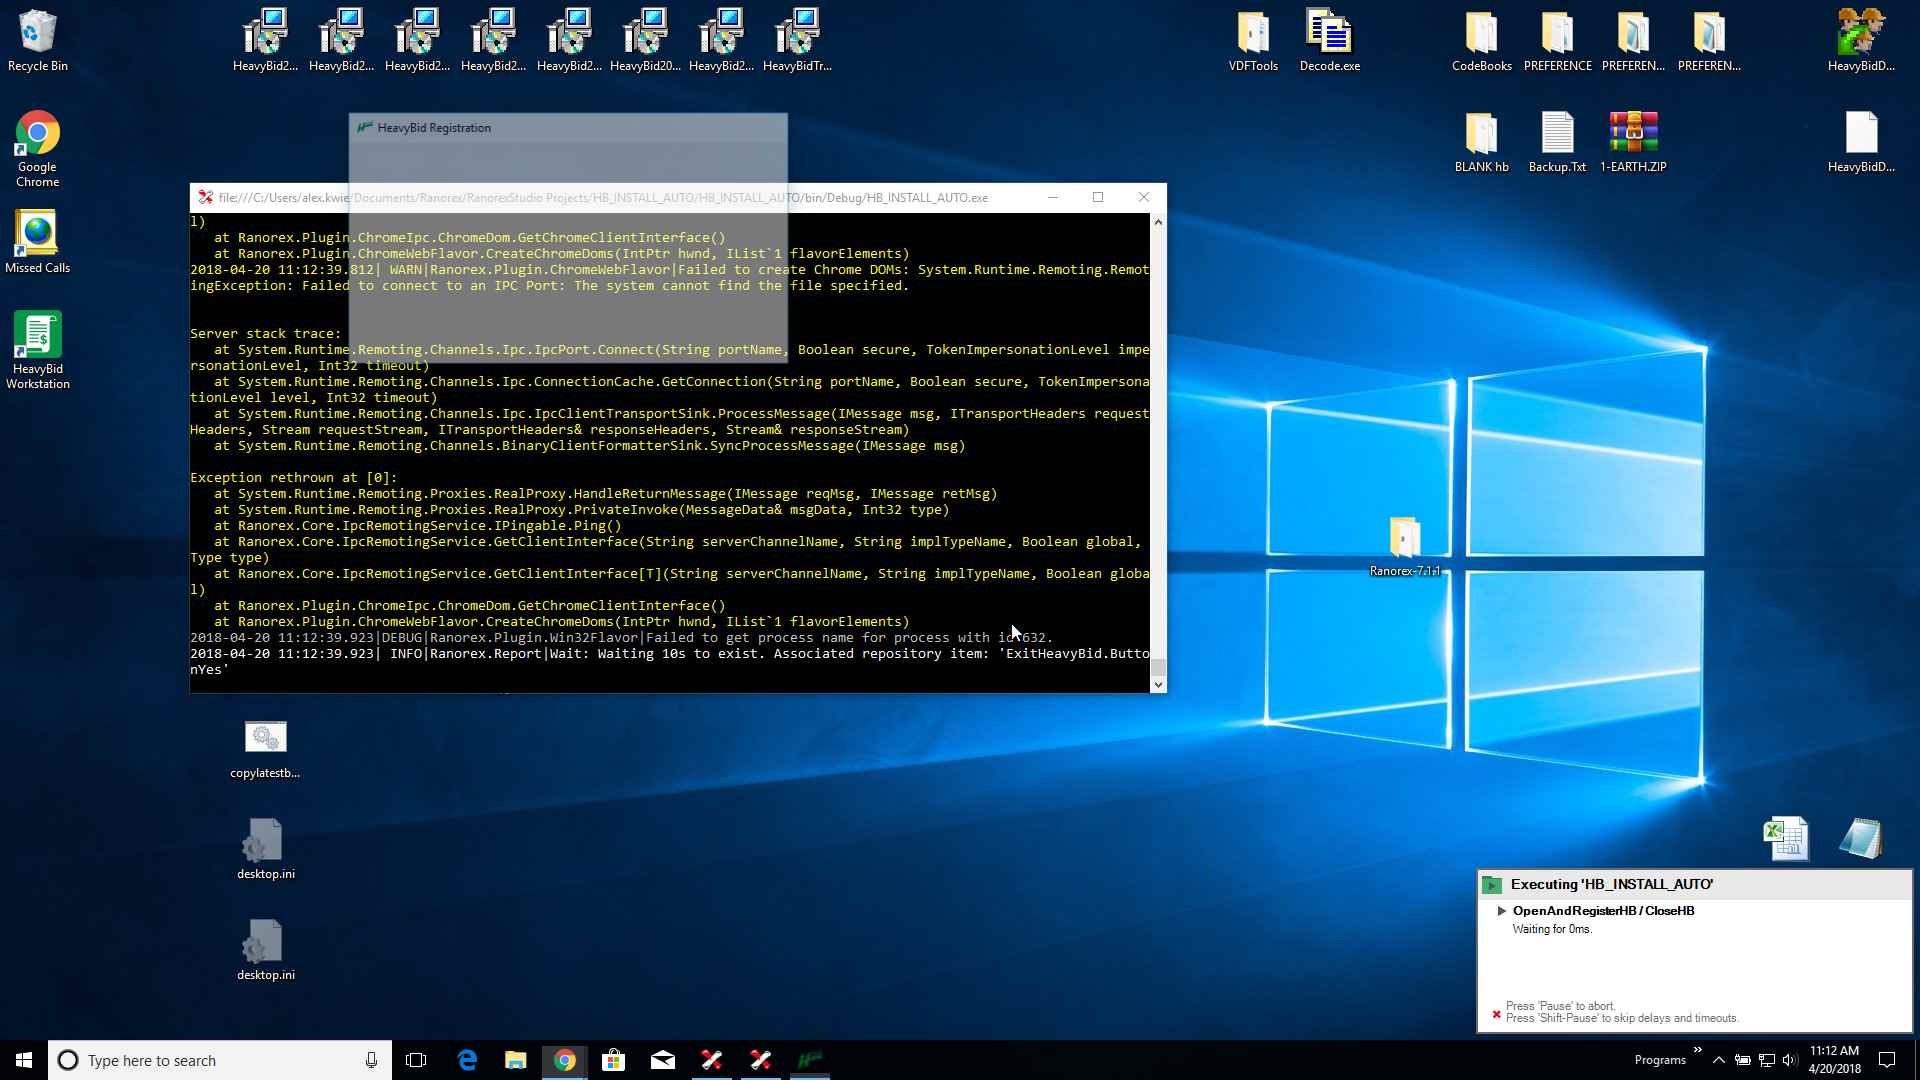 Recycle Bin
HeavyBid2...
HeavyBid2...
HeavyBid2...
HeavyBid2...
HeavyBid2...
HeavyBid20...
HeavyBid2...
HeavyBidTr...
VDFTools
Decode.exe
CodeBooks
PREFERENCE
PREFEREN...
PREFEREN...
HeavyBidD...
Google
Chrome
BLANK hb
Backup.Txt
1-EARTH.ZIP
HeavyBidD...
Missed Calls
HeavyBid
Workstation
HeavyBid Registration
file:///C:/Users/alex.kwie/Documents/Ranorex/RanorexStudio Projects/HB_INSTALL_AUTO/HB_INSTALL_AUTO/bin/Debug/HB_INSTALL_AUTO.exe
l)
   at Ranorex.Plugin.ChromeIpc.ChromeDom.GetChromeClientInterface()
   at Ranorex.Plugin.ChromeWebFlavor.CreateChromeDoms(IntPtr hwnd, IList`1 flavorElements)
2018-04-20 11:12:39.812| WARN|Ranorex.Plugin.ChromeWebFlavor|Failed to create Chrome DOMs: System.Runtime.Remoting.Remot
ingException: Failed to connect to an IPC Port: The system cannot find the file specified.
Server stack trace:
   at System.Runtime.Remoting.Channels.Ipc.IpcPort.Connect(String portName, Boolean secure, TokenImpersonationLevel impe
rsonationLevel, Int32 timeout)
   at System.Runtime.Remoting.Channels.Ipc.ConnectionCache.GetConnection(String portName, Boolean secure, TokenImpersona
tionLevel level, Int32 timeout)
   at System.Runtime.Remoting.Channels.Ipc.IpcClientTransportSink.ProcessMessage(IMessage msg, ITransportHeaders request
Headers, Stream requestStream, ITransportHeaders& responseHeaders, Stream& responseStream)
   at System.Runtime.Remoting.Channels.BinaryClientFormatterSink.SyncProcessMessage(IMessage msg)
Exception rethrown at [0]:
   at System.Runtime.Remoting.Proxies.RealProxy.HandleReturnMessage(IMessage reqMsg, IMessage retMsg)
   at System.Runtime.Remoting.Proxies.RealProxy.PrivateInvoke(MessageData& msgData, Int32 type)
   at Ranorex.Core.IpcRemotingService.IPingable.Ping()
   at Ranorex.Core.IpcRemotingService.GetClientInterface(String serverChannelName, String implTypeName, Boolean global,
Type type)
   at Ranorex.Core.IpcRemotingService.GetClientInterface[T](String serverChannelName, String implTypeName, Boolean globa
l)
   at Ranorex.Plugin.ChromeIpc.ChromeDom.GetChromeClientInterface()
   at Ranorex.Plugin.ChromeWebFlavor.CreateChromeDoms(IntPtr hwnd, IList`1 flavorElements)
2018-04-20 11:12:39.923|DEBUG|Ranorex.Plugin.Win32Flavor|Failed to get process name for process with id 632.
2018-04-20 11:12:39.923| INFO|Ranorex.Report|Wait: Waiting 10s to exist. Associated repository item: 'ExitHeavyBid.Butto
nYes'
Ranorex-7.1.1
copylatestb...
desktop.ini
desktop.ini
Executing 'HB_INSTALL_AUTO'
OpenAndRegisterHB / CloseHB
Waiting for 0ms.
Press 'Pause' to abort.
Press 'Shift-Pause' to skip delays and timeouts.
Type here to search
Programs
11:12 AM
4/20/2018